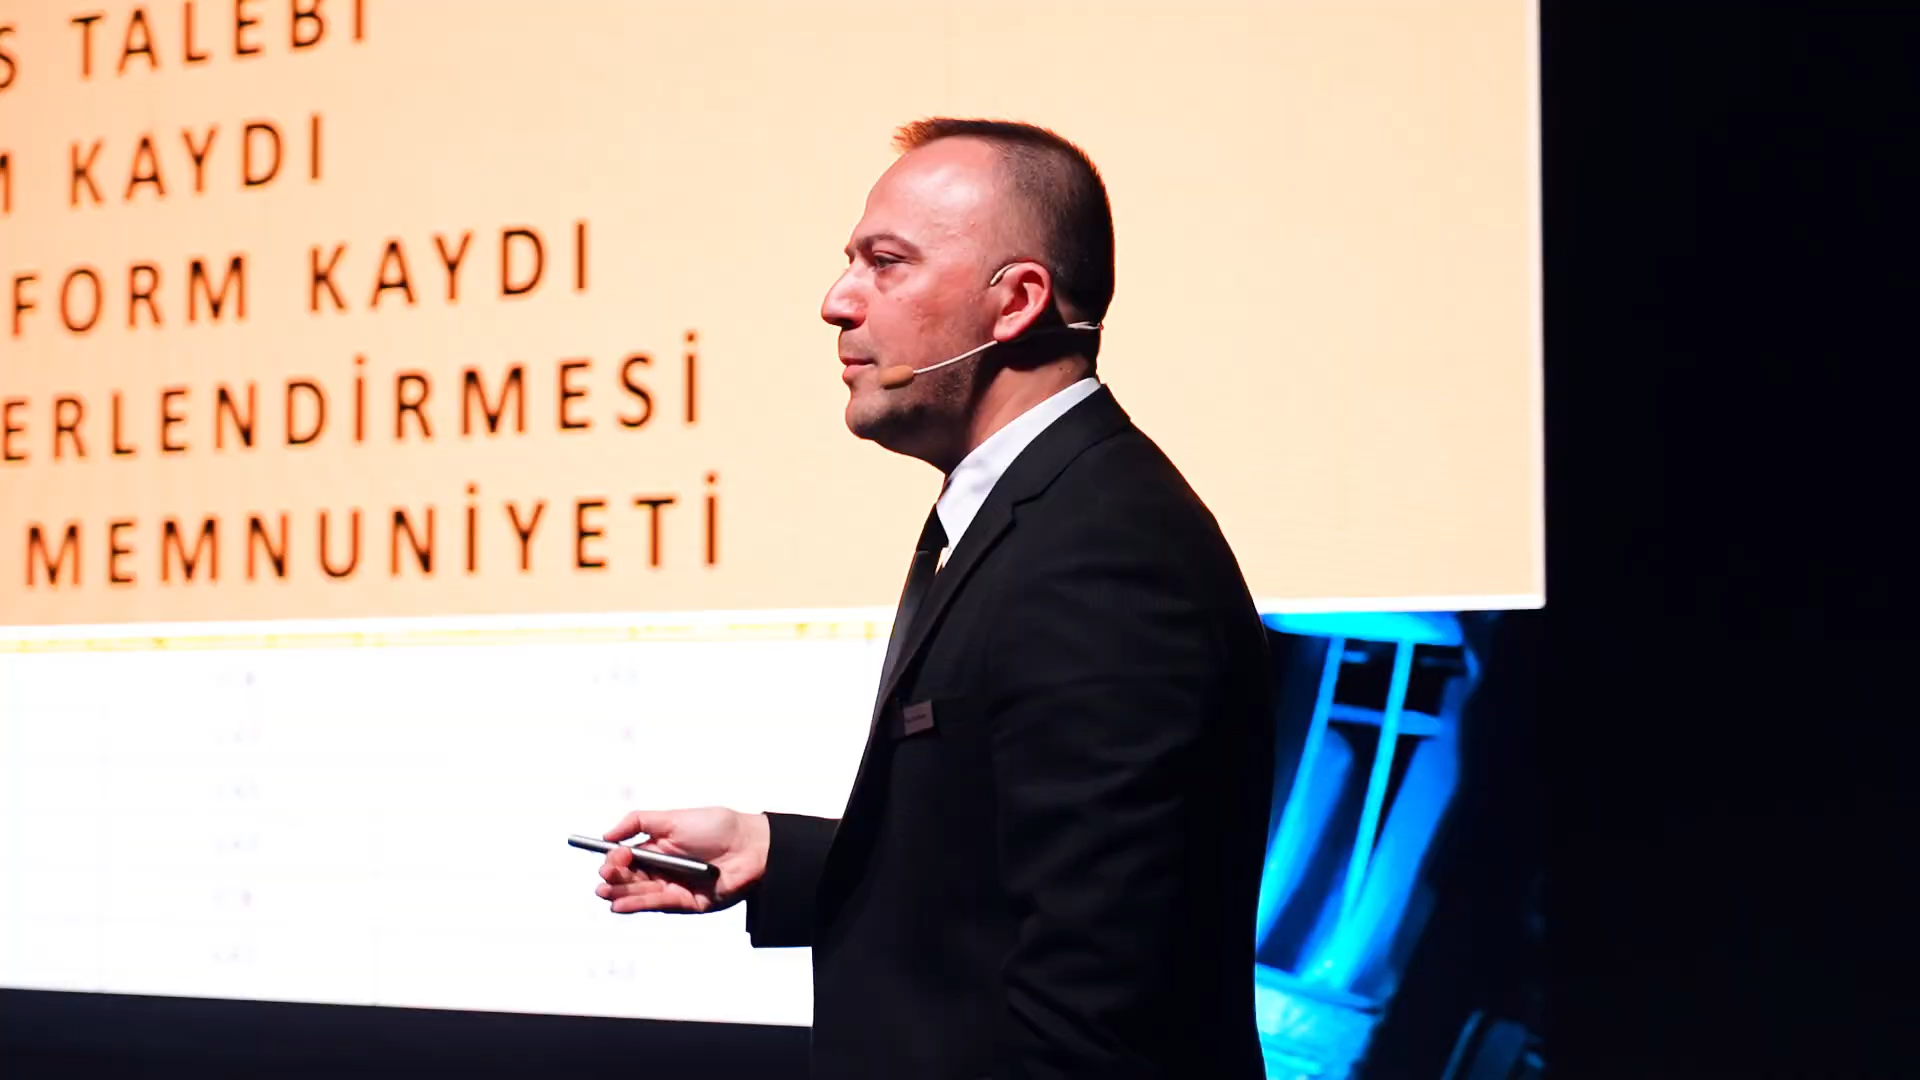 S TALEBİ
M KAYDI
FORM KAYDI
ERLENDİRMESİ
MEMNUNİYETİ